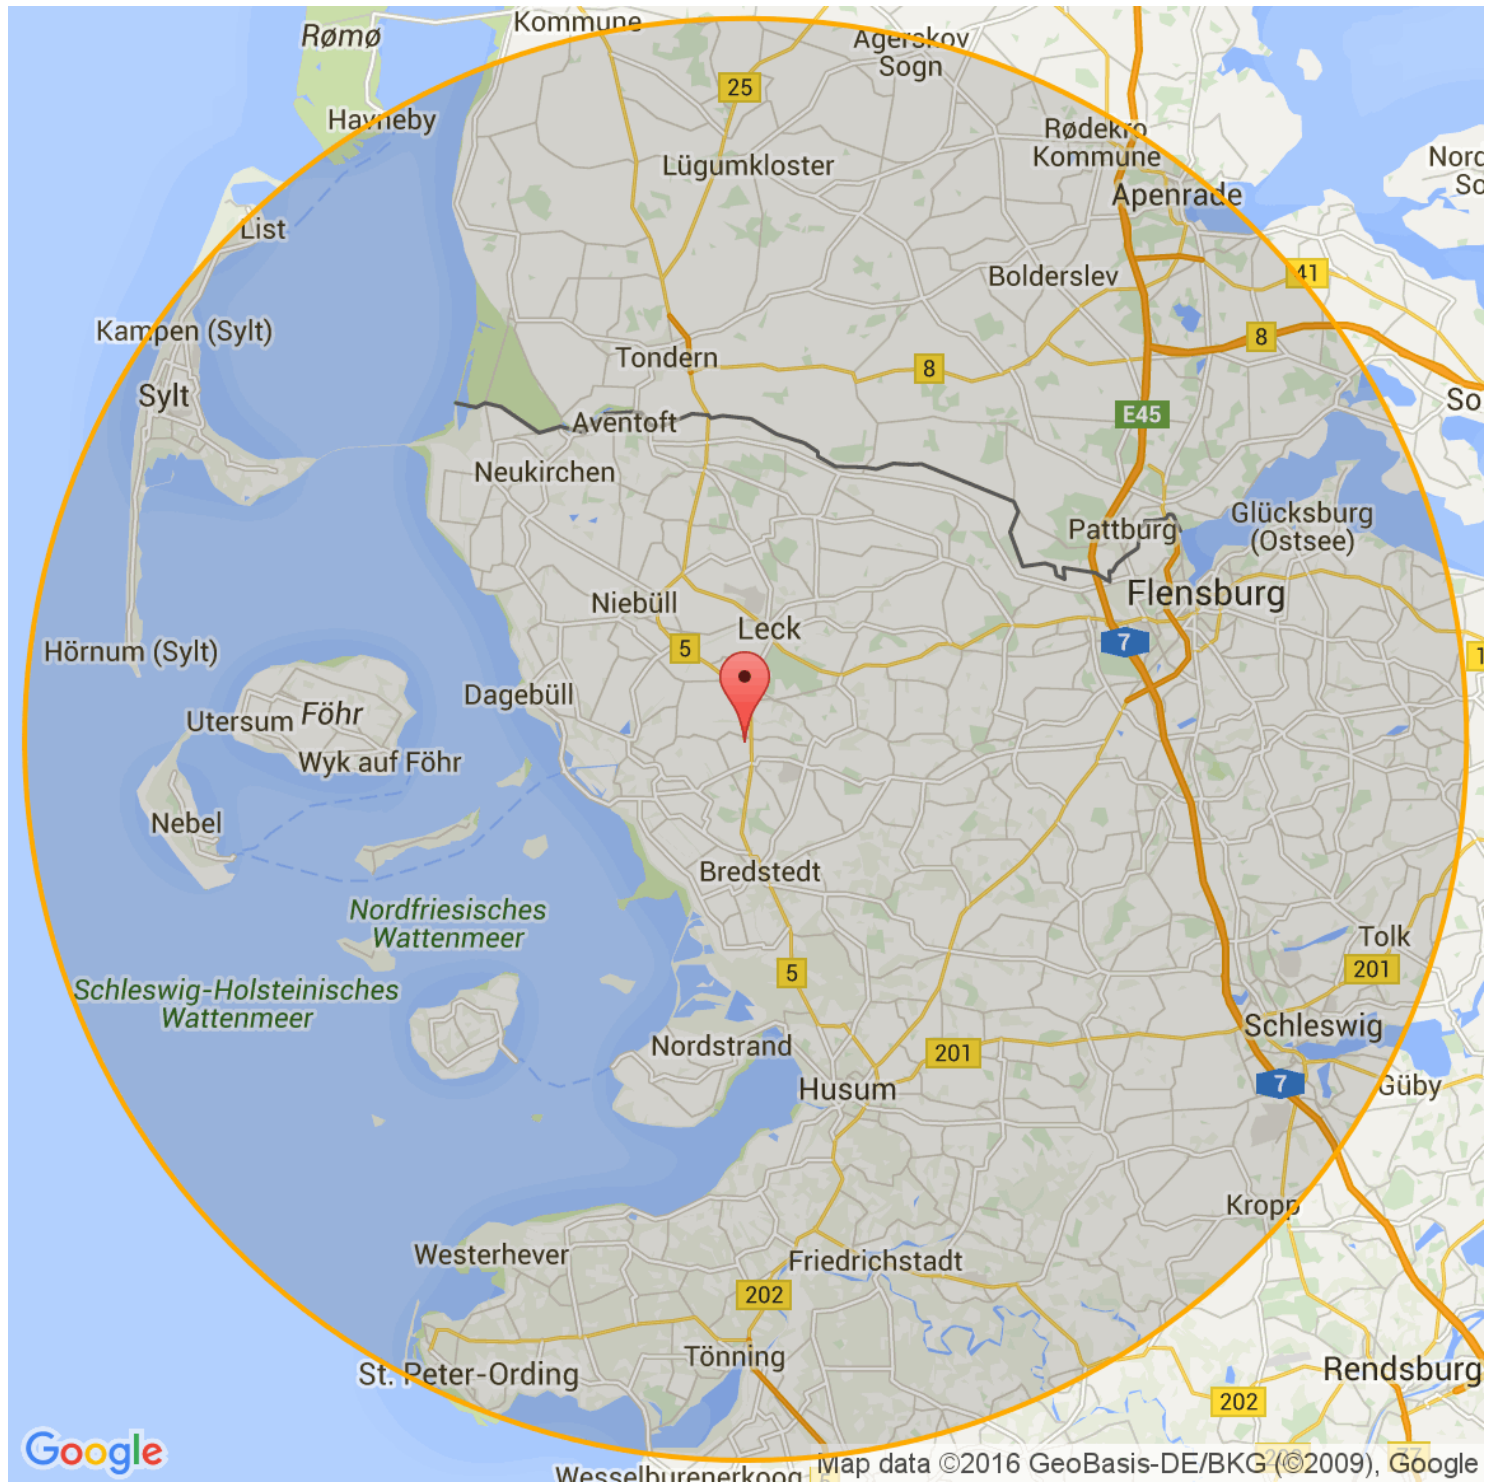 Kommune
Rømø
Agerskov
Sogn
25
Havneby
Rødekro
Kommune
Lügumkloster
Apenrade
List
Bolderslev
41
Kampen (Sylt)
8
Tondern
8
Sylt
E45
Aventoft
Neukirchen
Glücksburg
(Ostsee)
Pattburg
Flensburg
Niebüll
Leck
7
5
Hörnum (Sylt)
Dagebüll
Utersum
Föhr
Wyk auf Föhr
Nebel
Bredstedt
Nordfriesisches
Wattenmeer
Tolk
201
5
Schleswig-Holsteinisches
Wattenmeer
Schleswig
Nordstrand
201
Husum
7
Güby
Kropp
Westerhever
Friedrichstadt
202
Tönning
St. Peter-Ording
Rendsburg
202
Google
Wesselburenerkoog
Map data ©2016 GeoBasis-DE/BKG (©2009), Google